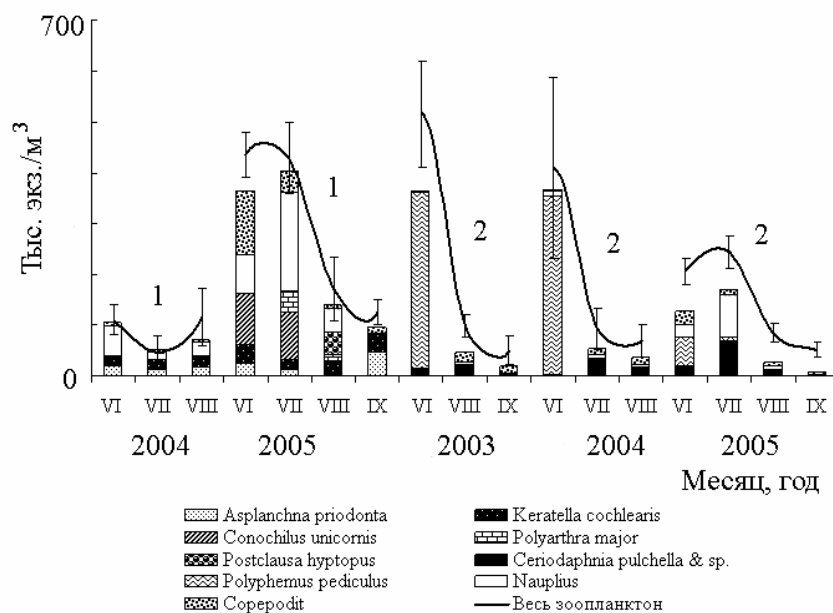 700
Тыс. экз./м³
0
1
1
2
2
2
VI VII VIII VI VII VIII IX VI VIII IX VI VII VIII VI VII VIII IX
2004 2005 2003 2004 2005
Месяц, год
Asplanchna priodonta Keratella cochlearis
Conochilus unicornis Polyarthra major
Postclausa hyptopus Ceriodaphnia pulchella & sp.
Polyphemus pediculus Nauplius
Copepodit Весь зоопланктон